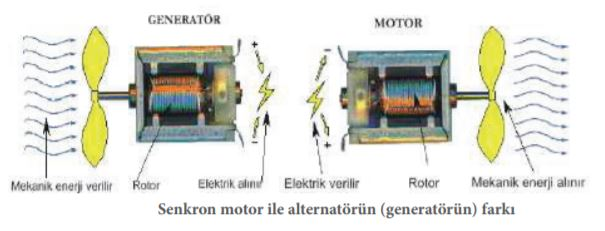 GENERATÖR
MOTOR
+
-
-
+
Mekanik enerji verilir
Rotor
Elektrik alınır
Elektrik verilir
Rotor
Mekanik enerji alınır
Senkron motor ile alternatörün (generatörün) farkı